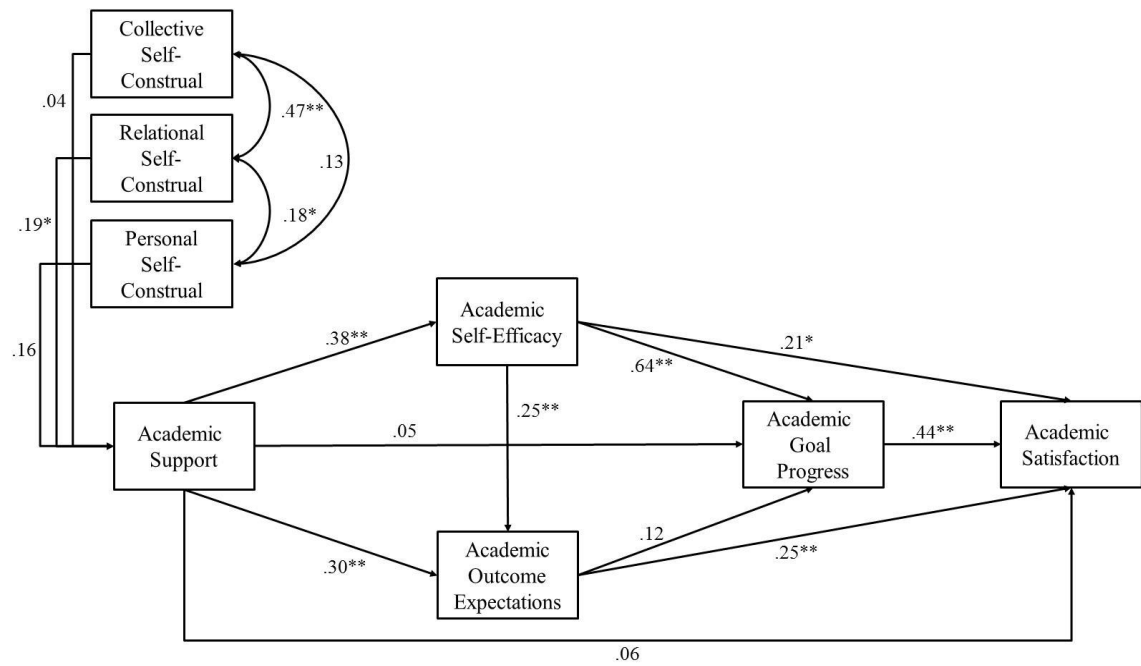 Collective
Self-
Construal
.04
.47**
Relational
Self-
Construal
.13
.19*
.18*
Personal
Self-
Construal
.16
Academic
Self-Efficacy
.38**
.21*
.64**
.25**
Academic
Support
.05
Academic
Goal
Progress
.44**
Academic
Satisfaction
.30**
Academic
Outcome
Expectations
.12
.25**
.06